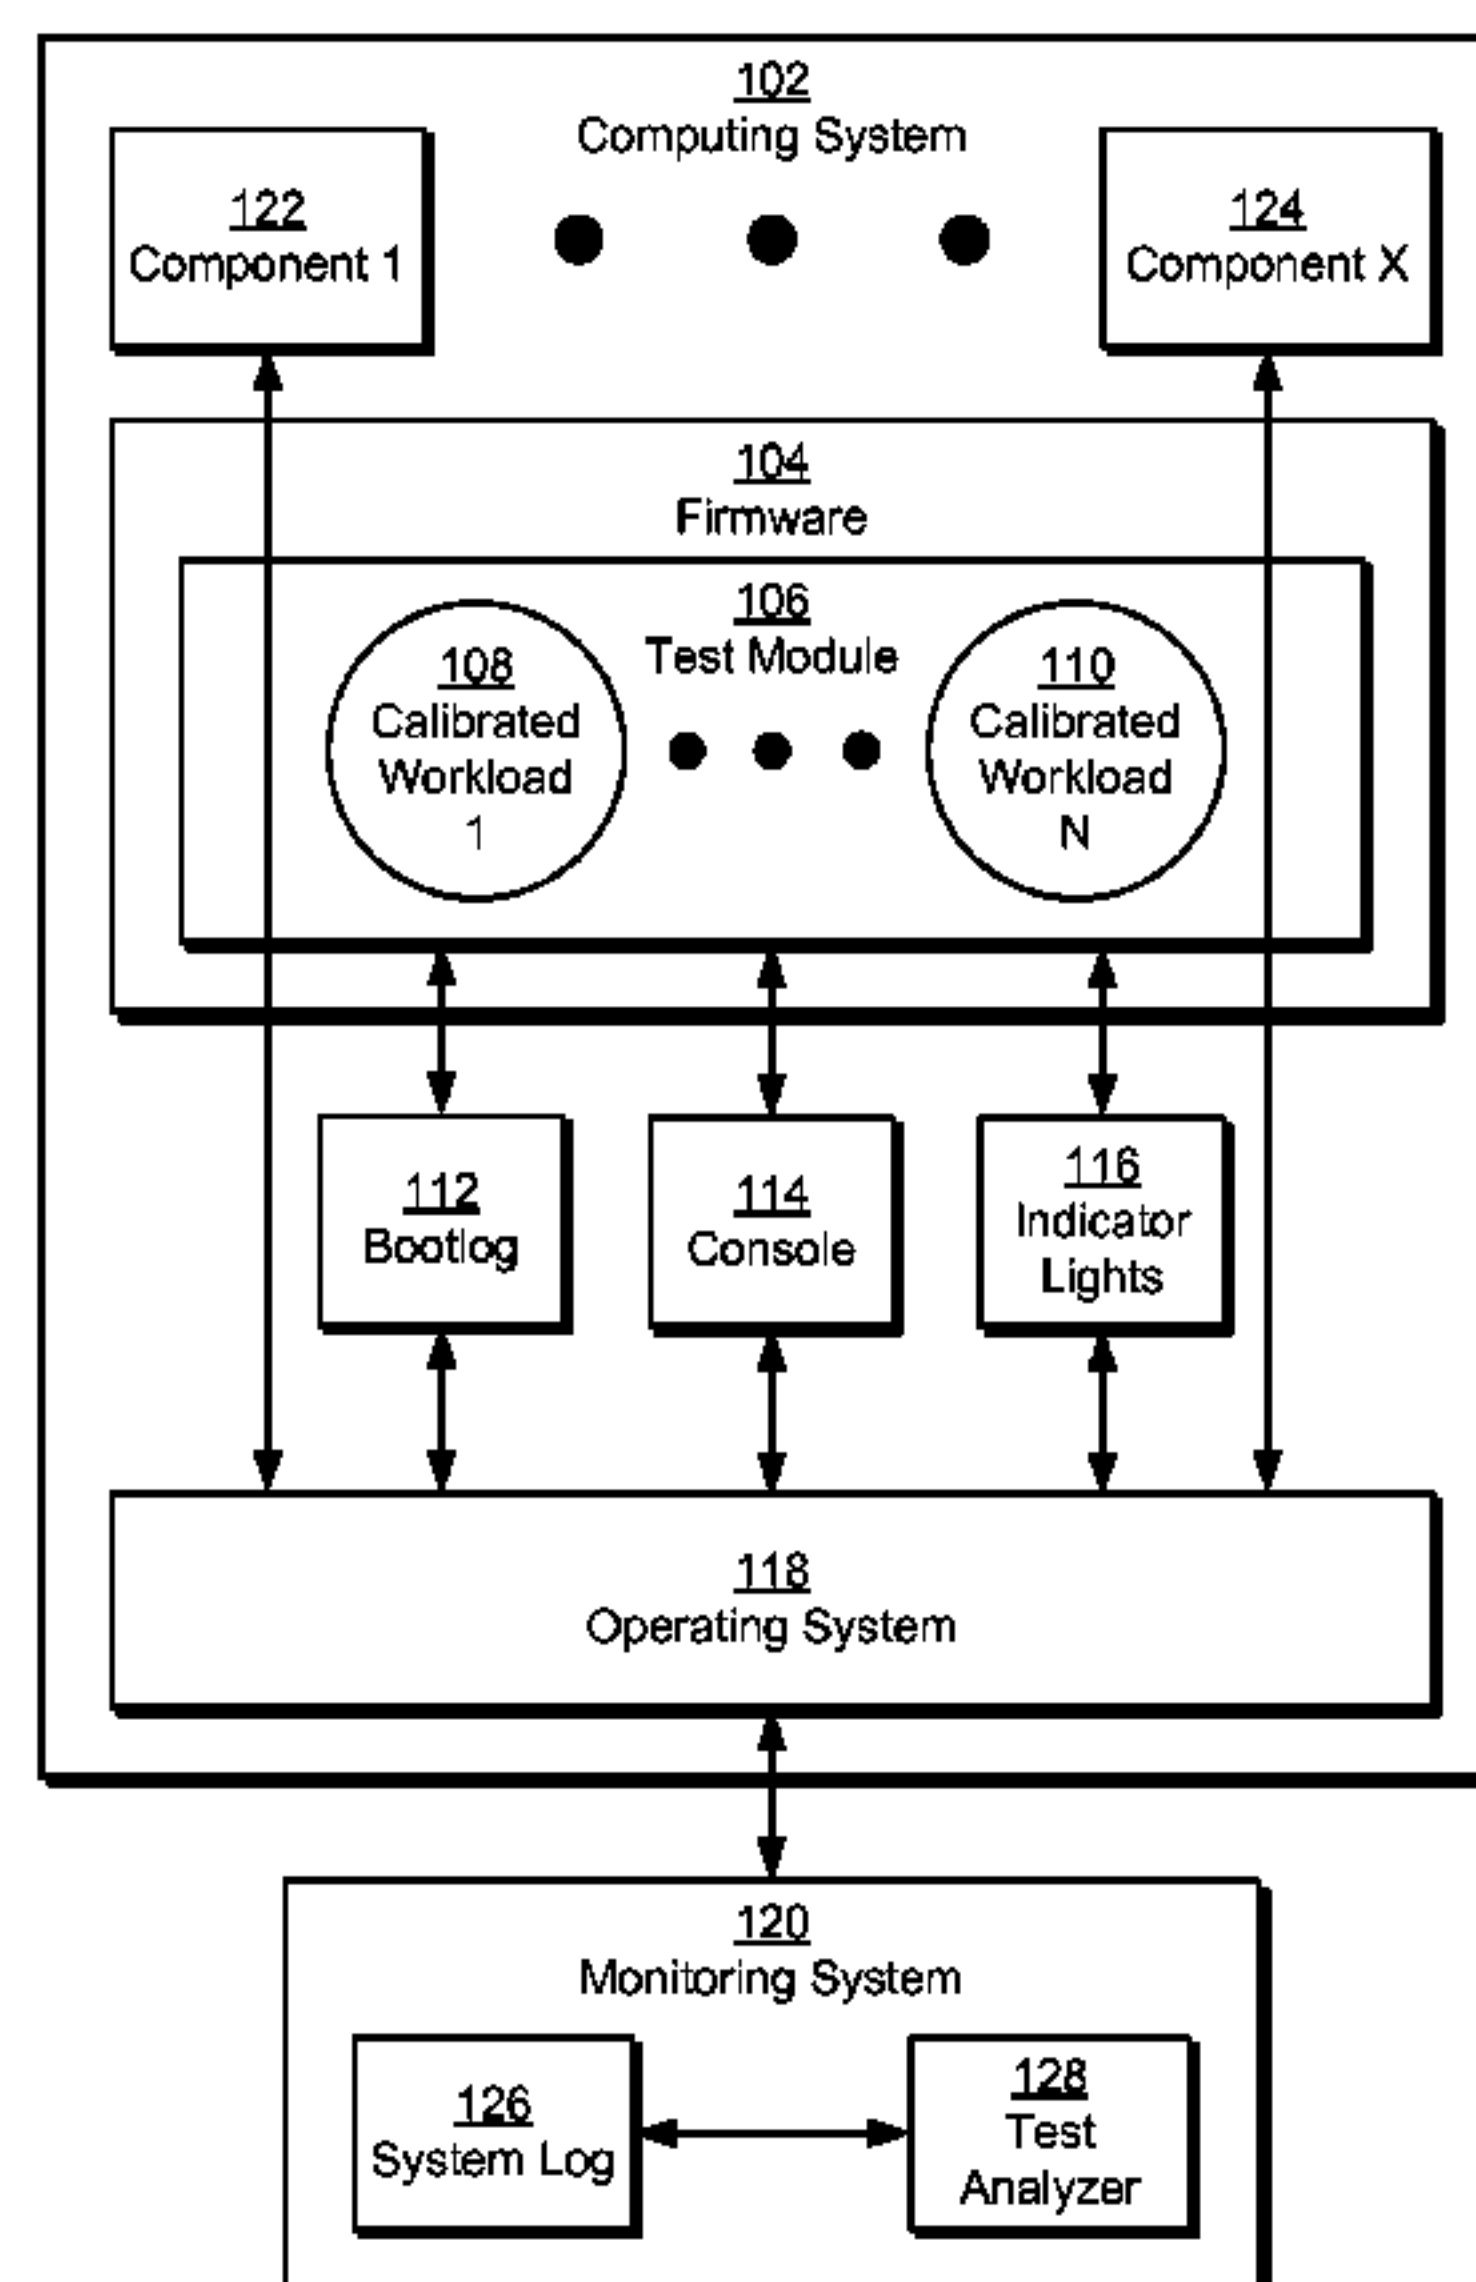 102
Computing System
122
Component 1
124
Component X
104
Firmware
106
Test Module
108
Calibrated
Workload
1
110
Calibrated
Workload
N
112
Bootlog
114
Console
116
Indicator
Lights
118
Operating System
120
Monitoring System
126
System Log
128
Test
Analyzer